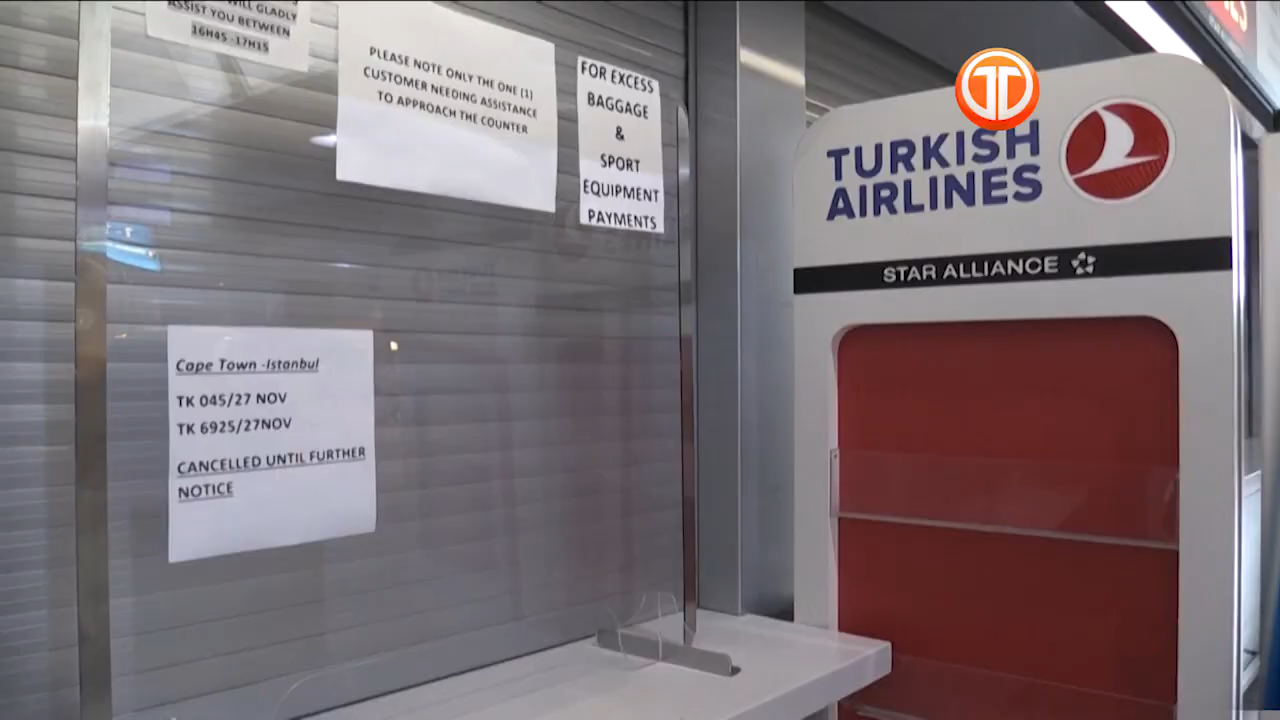 WILL GLADLY
ASSIST YOU BETWEEN
16H45 -17H15
PLEASE NOTE ONLY THE ONE (1)
CUSTOMER NEEDING ASSISTANCE
TO APPROACH THE COUNTER
FOR EXCESS
BAGGAGE
&
SPORT
EQUIPMENT
PAYMENTS
TURKISH
AIRLINES
STAR ALLIANCE
Cape Town -Istanbul
TK 045/27 NOV
TK 6925/27NOV
CANCELLED UNTIL FURTHER
NOTICE